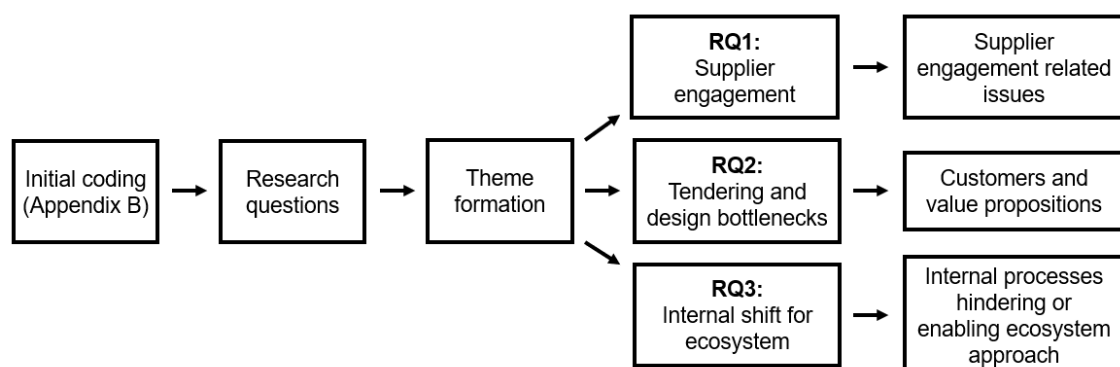 Initial coding
(Appendix B)
Research
questions
Theme
formation
RQ1:
Supplier
engagement
Supplier
engagement related
issues
RQ2:
Tendering and
design bottlenecks
Customers and
value propositions
RQ3:
Internal shift for
ecosystem
Internal processes
hindering or
enabling ecosystem
approach